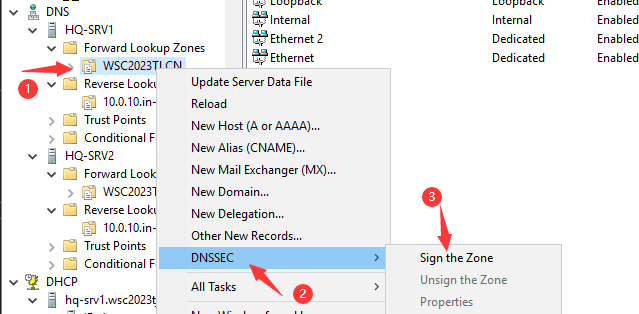 Loopback Loopback Enabled
DNS Internal Internal Enabled
HQ-SRV1 Ethernet 2 Dedicated Enabled
Forward Lookup Zones Ethernet Dedicated Enabled
WSC2023TJ.CN
1
Update Server Data File
Reverse Looku
Reload
10.0.10.in-
New Host (A or AAAA)...
Trust Points
New Alias (CNAME)...
Conditional F
New Mail Exchanger (MX)...
HQ-SRV2
New Domain...
Forward Look
WSC2023T
New Delegation...
3
Reverse Looku
Other New Records...
10.0.10.in-
DNSSEC
Sign the Zone
Trust Points
2
Unsign the Zone
Conditional F
All Tasks
Properties
DHCP
hq-srv1.wsc2023t